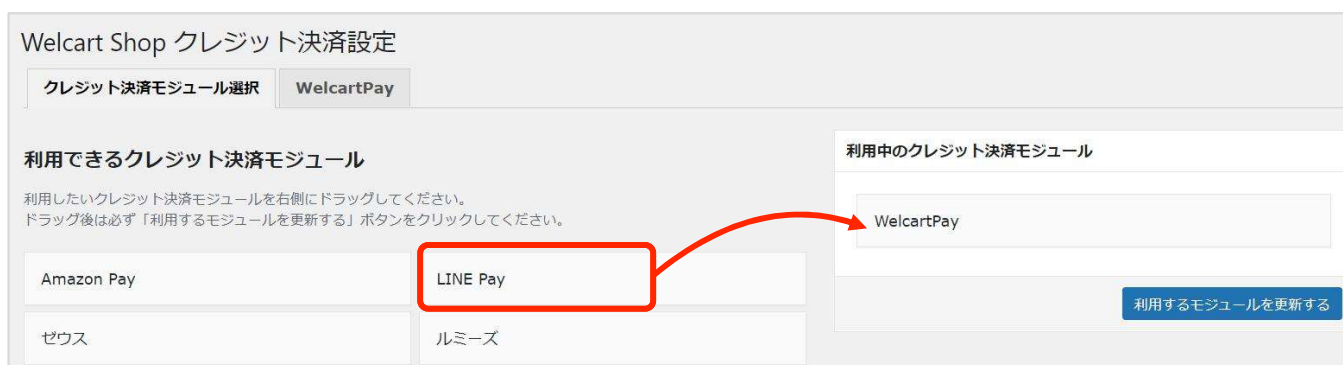 Welcart Shop クレジット決済設定
クレジット決済モジュール選択 WelcartPay
利用できるクレジット決済モジュール
利用したいクレジット決済モジュールを右側にドラッグしてください。
ドラッグ後は必ず「利用するモジュールを更新する」ボタンをクリックしてください。
Amazon Pay
LINE Pay
ゼウス
ルミーズ
利用中のクレジット決済モジュール
WelcartPay
利用するモジュールを更新する